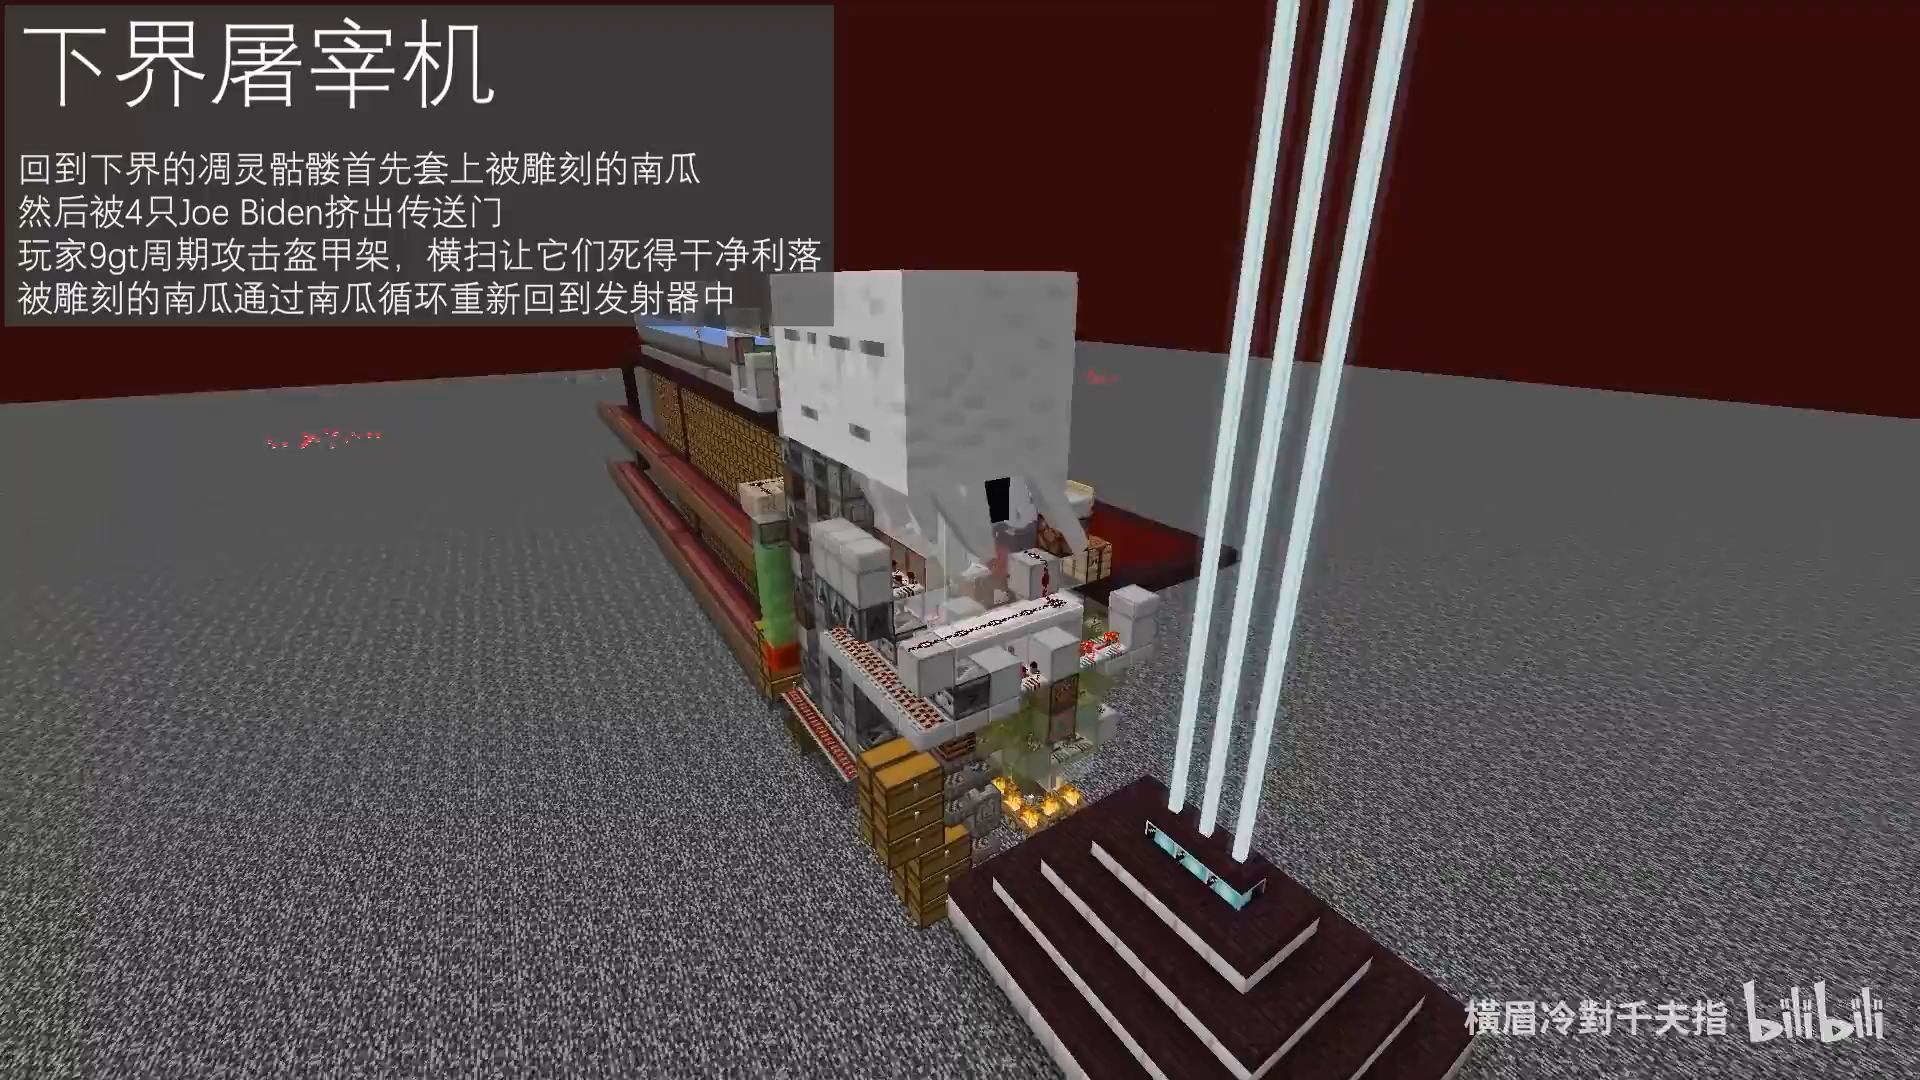 下界屠宰机
回到下界的凋灵骷髅首先套上被雕刻的南瓜
然后被4只Joe Biden挤出传送门
玩家9gt周期攻击盔甲架，横扫让它们死得干净利落
被雕刻的南瓜通过南瓜循环重新回到发射器中
橫眉冷對千夫指 bilibili